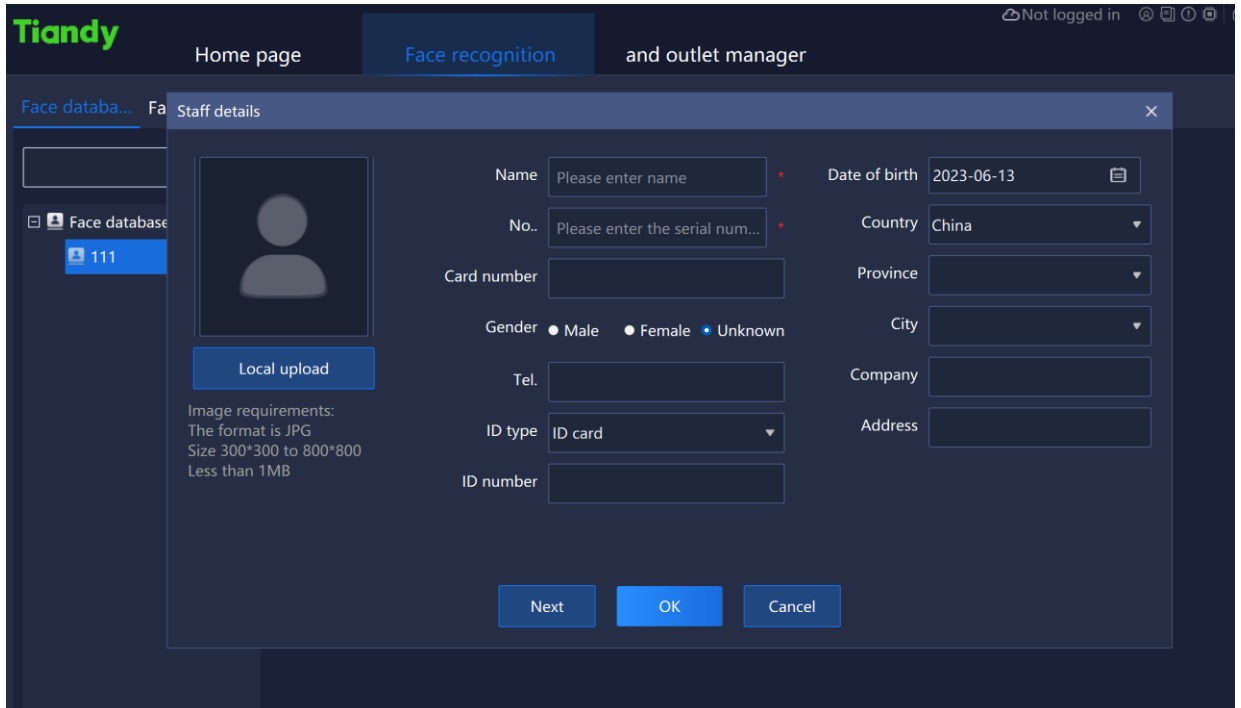 Tiandy
Not logged in
Home page
Face recognition
and outlet manager
Face databa...
Fa
Staff details
Face database
111
Local upload
Image requirements:
The format is JPG
Size 300*300 to 800*800
Less than 1MB
Name Please enter name *
No.. Please enter the serial num... *
Card number
Gender Male Female Unknown
Tel.
ID type ID card
ID number
Date of birth 2023-06-13
Country China
Province
City
Company
Address
Next
OK
Cancel